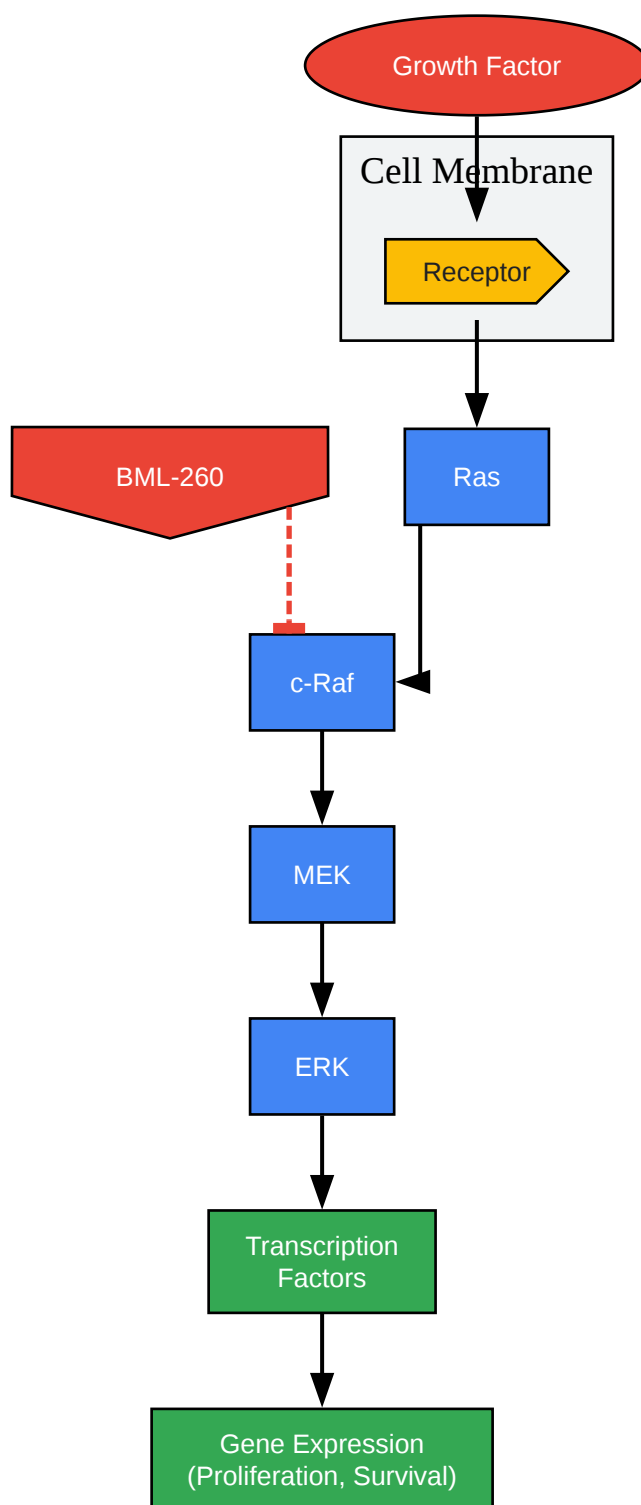 Growth Factor
Cell Membrane
Receptor
BML-260
Ras
c-Raf
MEK
ERK
Transcription
Factors
Gene Expression
(Proliferation, Survival)